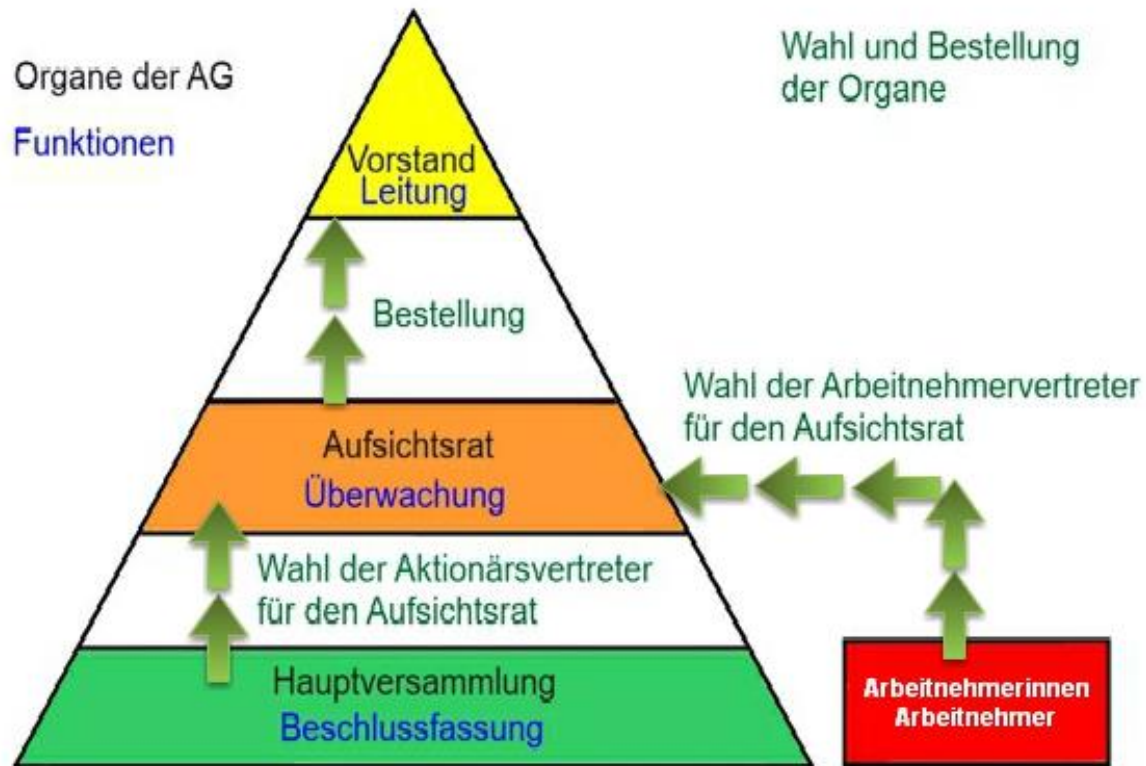 Organe der AG
Funktionen
Wahl und Bestellung
der Organe
Vorstand
Leitung
Bestellung
Wahl der Arbeitnehmervertreter
für den Aufsichtsrat
Aufsichtsrat
Überwachung
Wahl der Aktionärsvertreter
für den Aufsichtsrat
Hauptversammlung
Beschlussfassung
Arbeitnehmerinnen
Arbeitnehmer